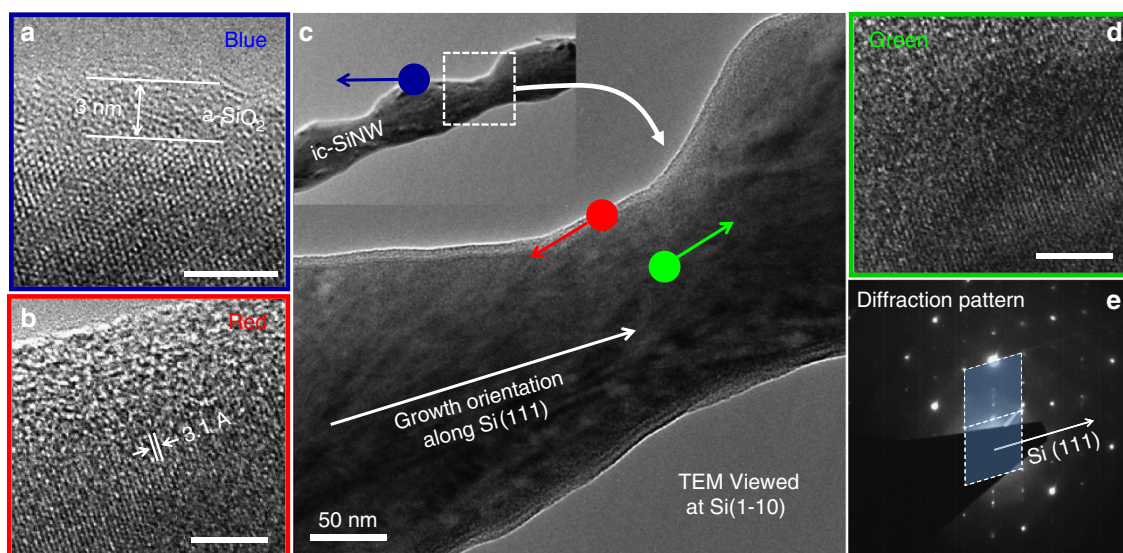 a
Blue
3 nm
a-SiO₂
b
Red
3.1 A
c
ic-SiNW
Growth orientation
along Si(111)
50 nm
TEM Viewed
at Si(1-10)
Green
d
Diffraction pattern
e
Si (111)